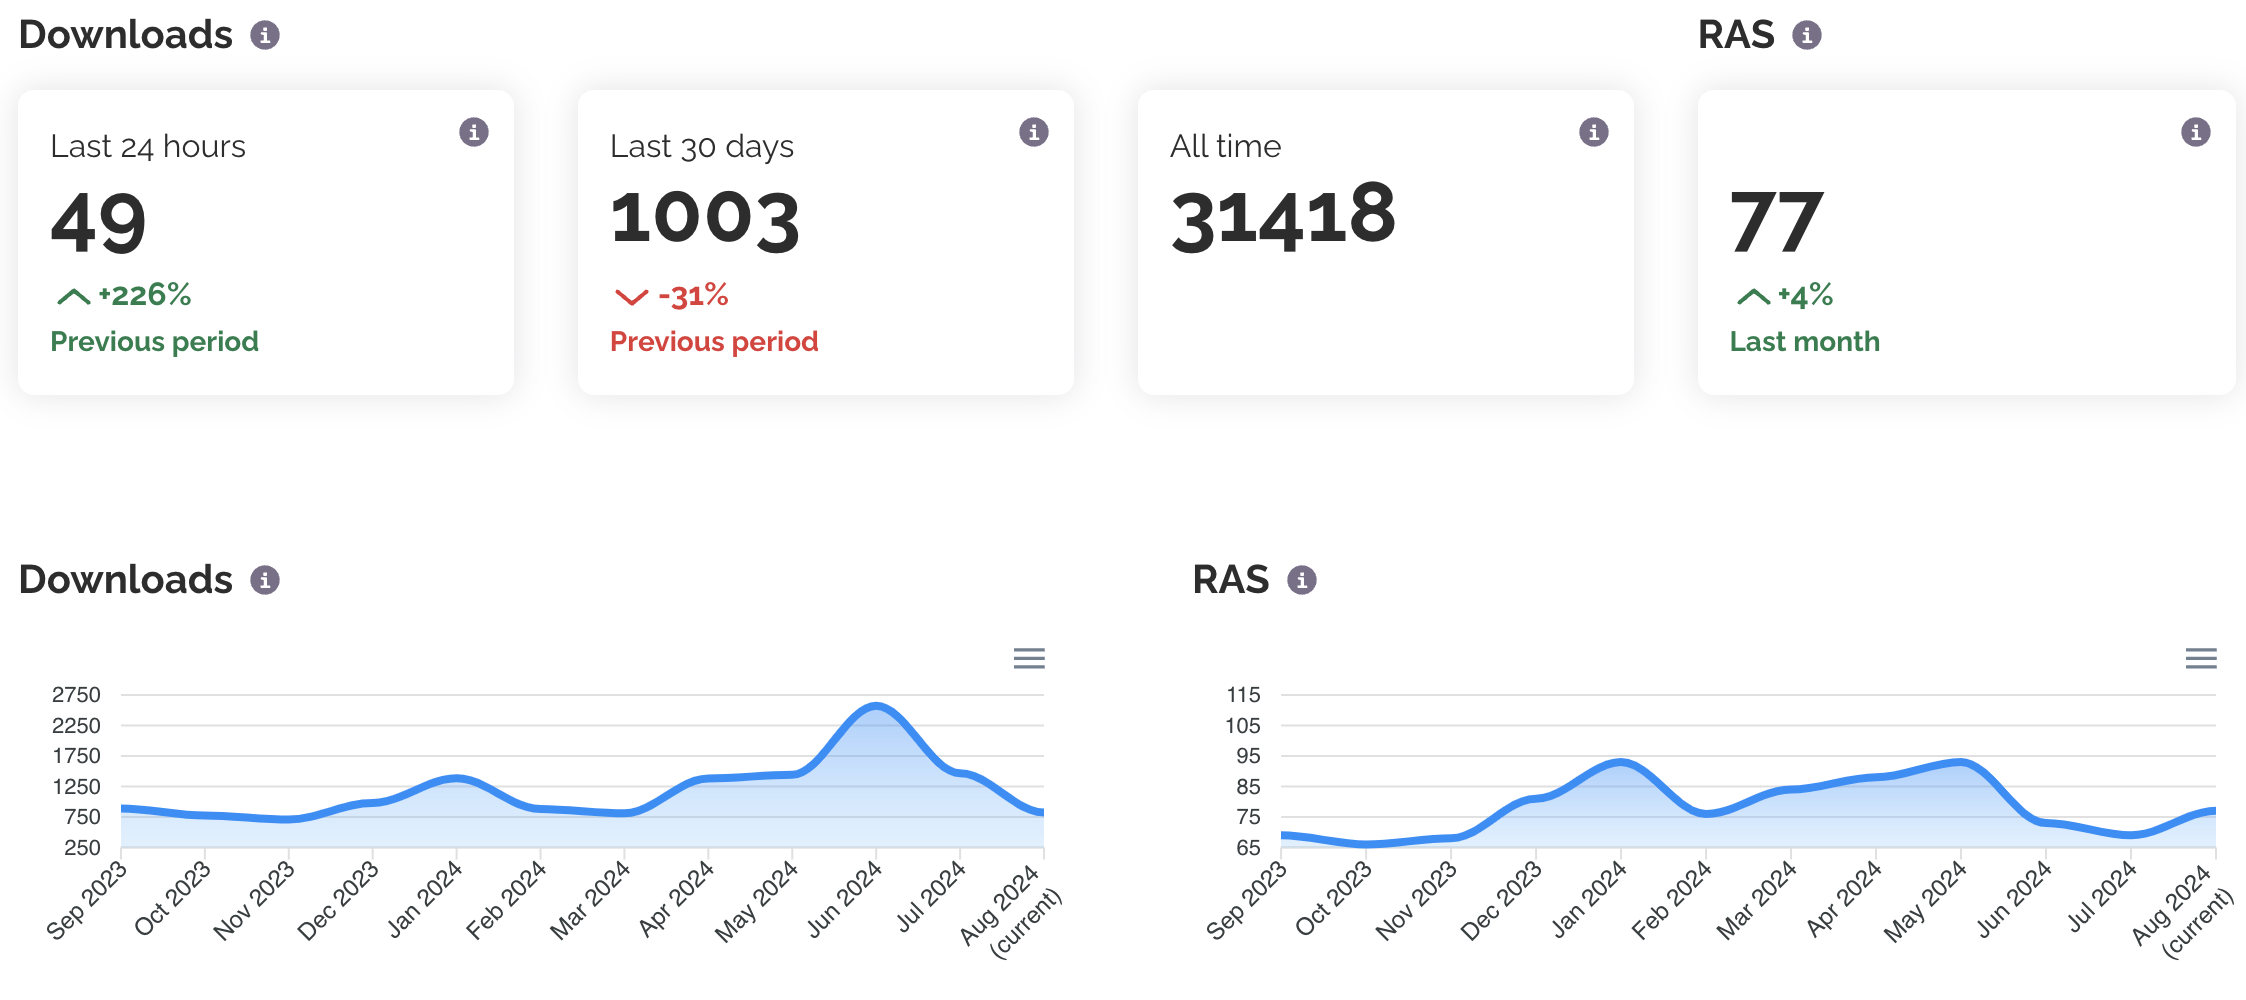 Downloads
RAS
Last 24 hours
49
+226%
Previous period
Last 30 days
1003
-31%
Previous period
All time
31418
77
+4%
Last month
Downloads
2750
2250
1750
1250
750
250
Sep 2023
Oct 2023
Nov 2023
Dec 2023
Jan 2024
Feb 2024
Mar 2024
Apr 2024
May 2024
Jun 2024
Jul 2024
Aug 2024
(current)
RAS
115
105
95
85
75
65
Sep 2023
Oct 2023
Nov 2023
Dec 2023
Jan 2024
Feb 2024
Mar 2024
Apr 2024
May 2024
Jun 2024
Jul 2024
Aug 2024
(current)